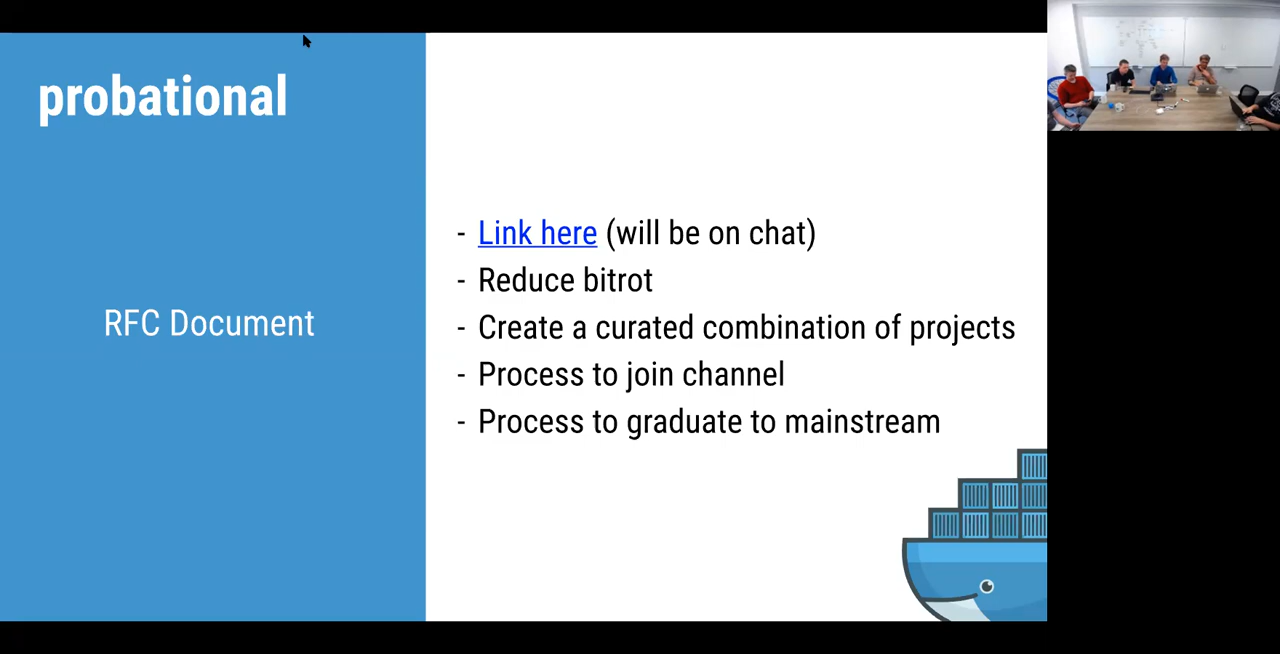 probational
RFC Document
- Link here (will be on chat)
- Reduce bitrot
- Create a curated combination of projects
- Process to join channel
- Process to graduate to mainstream